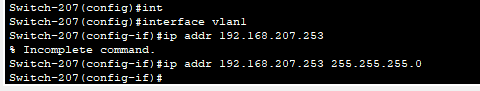 Switch-207(config)#int
Switch-207(config)#interface vlan1
Switch-207(config-if)#ip addr 192.168.207.253
% Incomplete command.
Switch-207(config-if)#ip addr 192.168.207.253 255.255.255.0
Switch-207(config-if)#